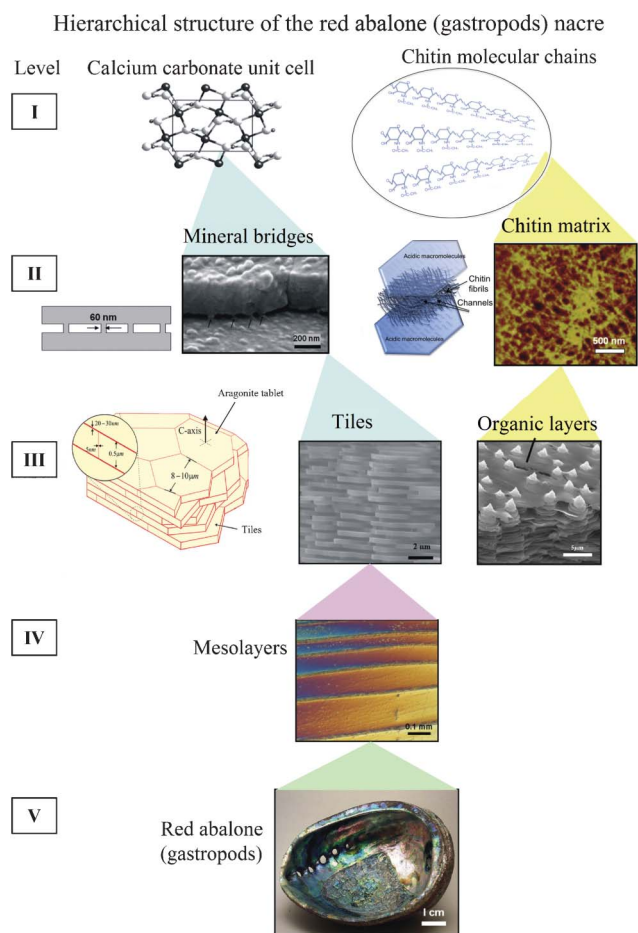 Hierarchical structure of the red abalone (gastropods) nacre
Level
Calcium carbonate unit cell
Chitin molecular chains
I
Mineral bridges
Chitin matrix
II
60 nm
200 nm
Acidic macromolecules
Chitin
fibrils
Channels
Acidic macromolecules
500 nm
Aragonite tablet
C-axis
20~30nm
5nm
0.5μm
8~10μm
Tiles
Tiles
Organic layers
III
2 um
5μm
IV
Mesolayers
0.1 mm
V
Red abalone
(gastropods)
1 cm